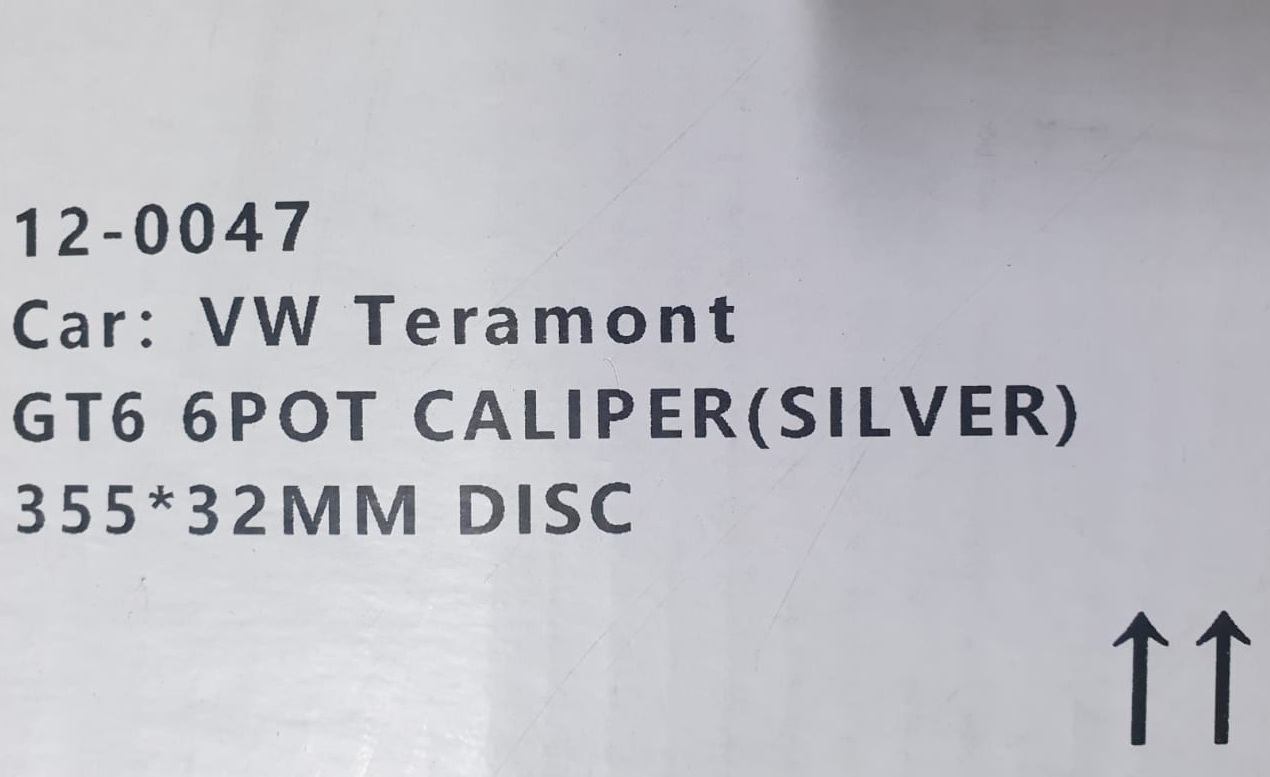 12-0047
Car: VW Teramont
GT6 6POT CALIPER(SILVER)
355*32MM DISC